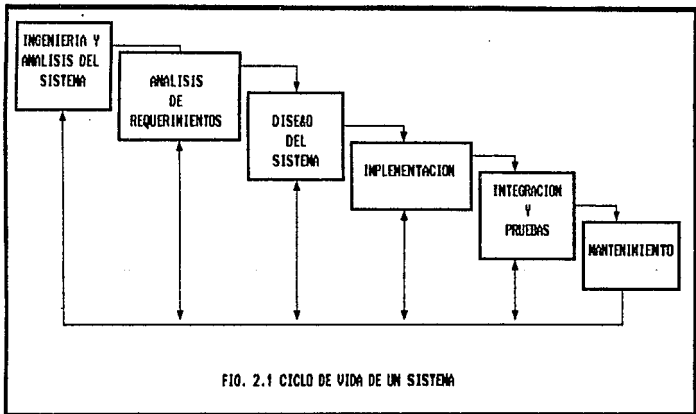 INGENIERIA Y
ANALISIS DEL
SISTEMA
ANALISIS
DE
REQUERIMIENTOS
DISE&O
DEL
SISTEMA
IMPLEMENTACION
INTEGRACION
Y
PRUEBAS
MANTENIMIENTO
FIG. 2.1 CICLO DE VIDA DE UN SISTEMA